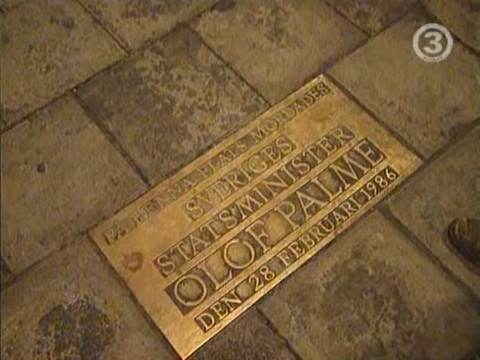 PÅ DENNA PLATS MÖRDADES
SVERIGES
STATSMINISTER
OLOF PALME
DEN 28 FEBRUARI 1986
3